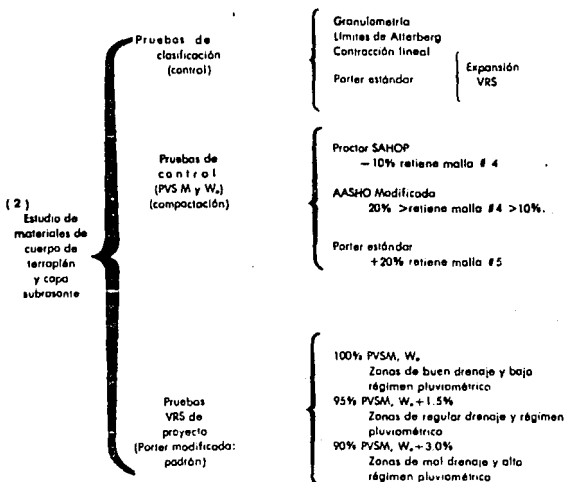 (2)
Estudio de
materiales de
cuerpo de
terraplén
y capa
subrasante
Pruebas de
clasificación
(control)
Granulometría
Límites de Atterberg
Contracción lineal
Porter estándar
Expansión
VRS
Pruebas de
control
(PVS M y W.)
(compactación)
Proctor SAHOP
– 10% retiene malla # 4
AASHO Modificada
20% >retiene malla #4 >10%.
Porter estándar
+20% retiene malla #5
Pruebas
VRS de
proyecto
(Porter modificada:
padrón)
100% PVSM, W.
Zonas de buen drenaje y bajo
régimen pluviométrico
95% PVSM, W.+1.5%
Zonas de regular drenaje y régimen
pluviométrico
90% PVSM, W.+3.0%
Zonas de mal drenaje y alto
régimen pluviométrico